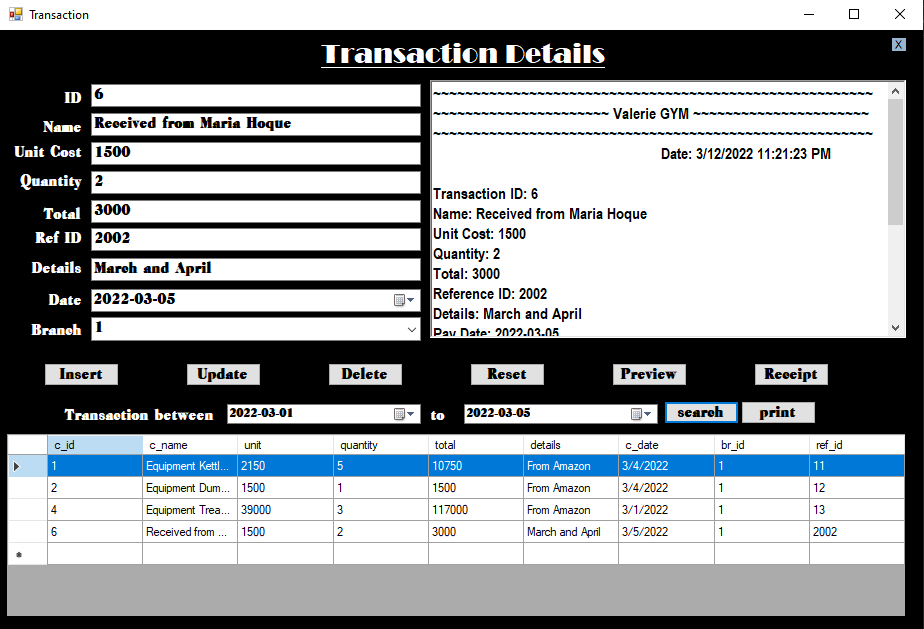 Transaction
Transaction Details
X
ID 6
Name Received from Maria Hoque
Unit Cost 1500
Quantity 2
Total 3000
Ref ID 2002
Details March and April
Date 2022-03-05
Branch 1
~~~~~~~~~~~~~~~~~~~~~~~~~~~~~~~~~~~~~~~~~~~~~~~~~~~~~~~
~~~~~~~~~~~~~~~~~~~~~~~~~ Valerie GYM ~~~~~~~~~~~~~~~~~~~~~~
~~~~~~~~~~~~~~~~~~~~~~~~~~~~~~~~~~~~~~~~~~~~~~~~~~~~~~~
Date: 3/12/2022 11:21:23 PM
Transaction ID: 6
Name: Received from Maria Hoque
Unit Cost: 1500
Quantity: 2
Total: 3000
Reference ID: 2002
Details: March and April
Pay Date: 2022-03-05
Insert Update Delete Reset Preview Receipt
Transaction between 2022-03-01 to 2022-03-05 search print
c_id c_name unit quantity total details c_date br_id ref_id
1 Equipment Kettl... 2150 5 10750 From Amazon 3/4/2022 1 11
2 Equipment Dum... 1500 1 1500 From Amazon 3/4/2022 1 12
4 Equipment Trea... 39000 3 117000 From Amazon 3/1/2022 1 13
6 Received from ... 1500 2 3000 March and April 3/5/2022 1 2002